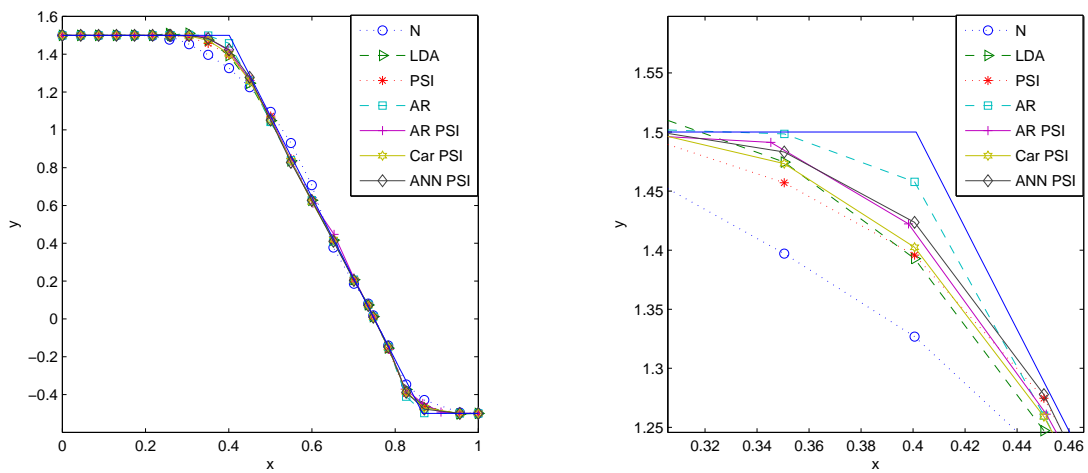 1.6
1.4
1.2
1
0.8
0.6
0.4
0.2
0
−0.2
−0.4
y
0
0.2
0.4
0.6
0.8
1
x
N
LDA
PSI
AR
AR PSI
Car PSI
ANN PSI
1.55
1.5
1.45
1.4
1.35
1.3
1.25
y
0.32
0.34
0.36
0.38
0.4
0.42
0.44
0.46
x
N
LDA
PSI
AR
AR PSI
Car PSI
ANN PSI